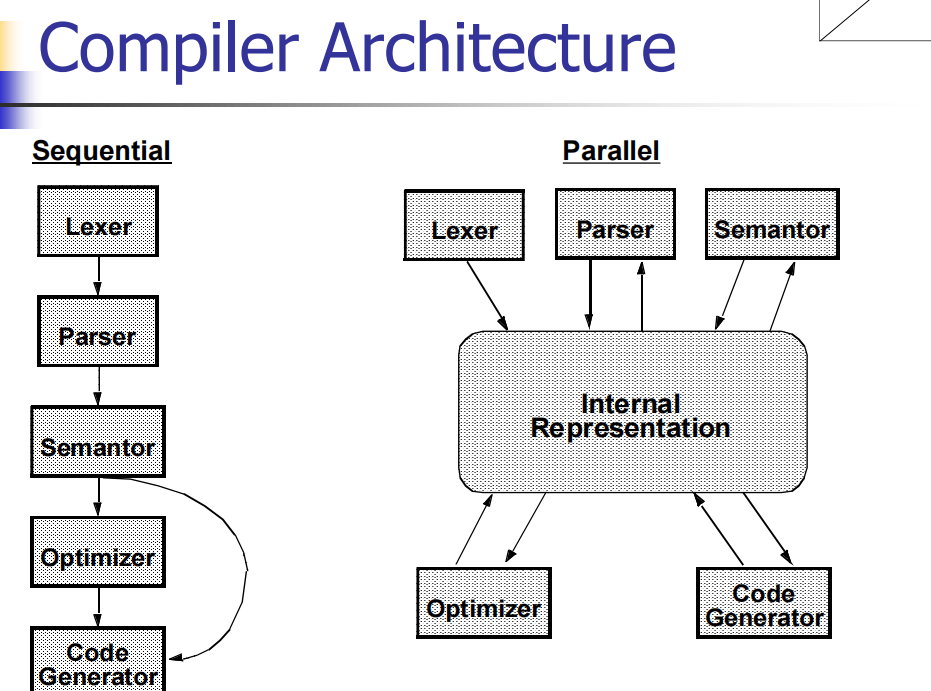 Compiler Architecture
Sequential
Lexer
Parser
Semantor
Optimizer
Code
Generator
Parallel
Lexer
Parser
Semantor
Internal
Representation
Optimizer
Code
Generator